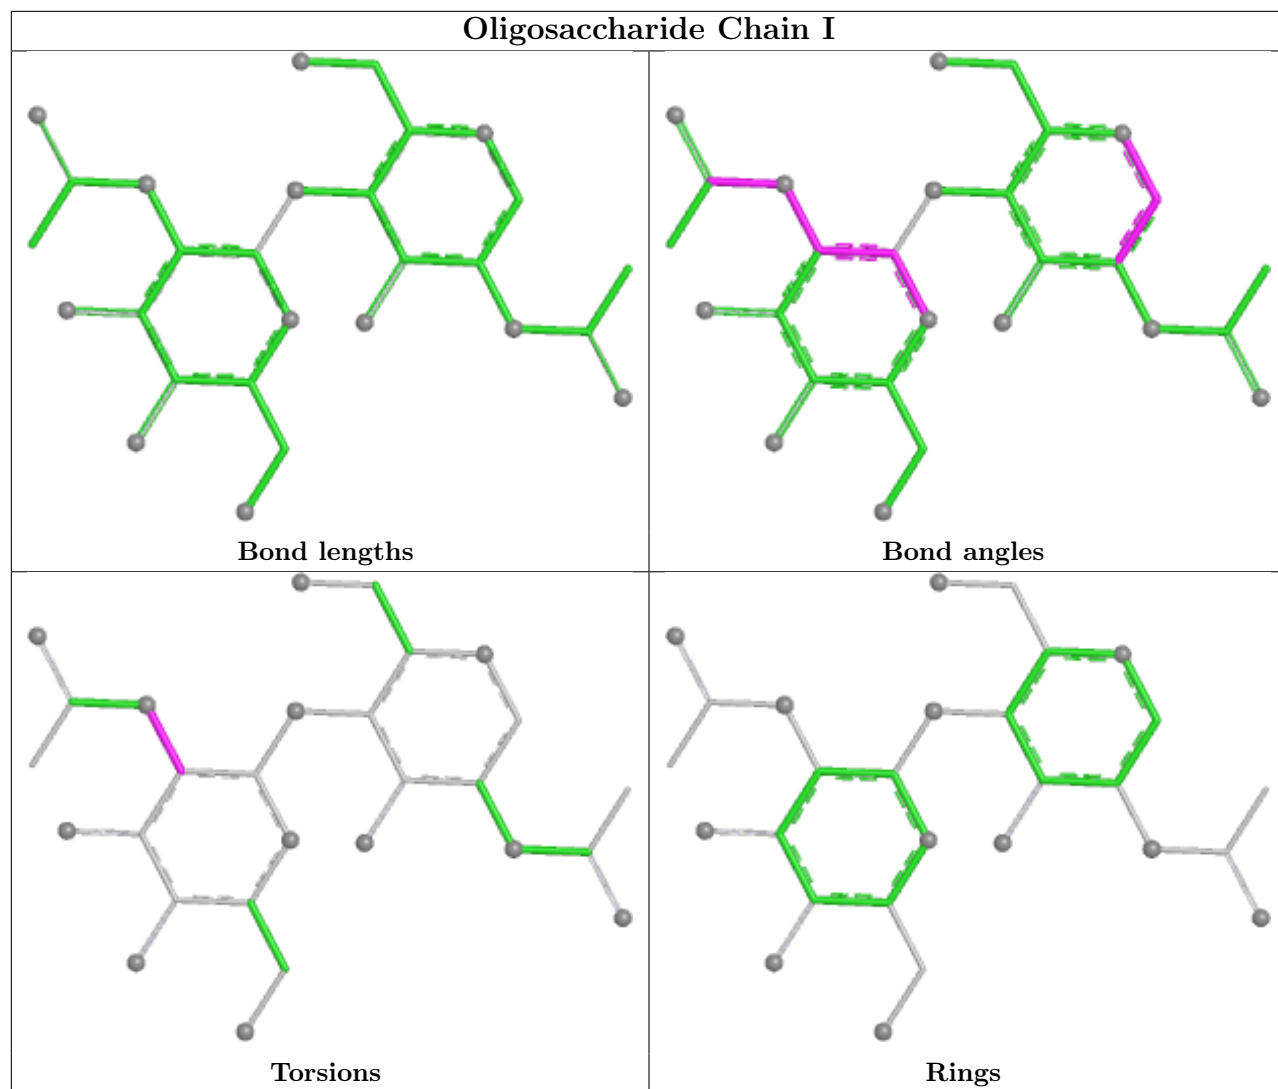 Oligosaccharide Chain I
Bond lengths
Bond angles
Torsions
Rings